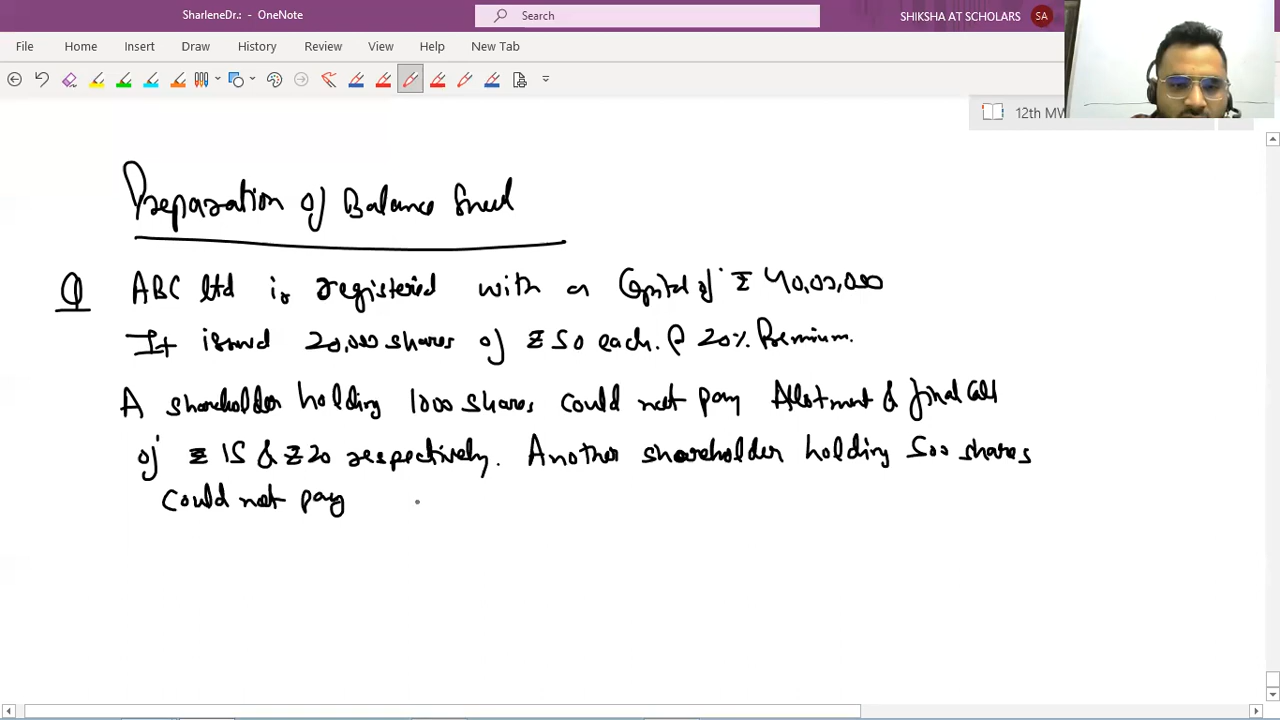 SharleneDr.: - OneNote
Search
SHIKSHA AT SCHOLARS SA
File Home Insert Draw History Review View Help New Tab
12th MW
Preparation of Balance Sheet
Q ABC Ltd is registered with a Capital of ₹ 40,00,000
It issued 20,000 shares of ₹ 50 each. @ 20% Premium.
A shareholder holding 1000 shares could not pay Allotment & final Call
of ₹ 15 & ₹ 20 respectively. Another shareholder holding 500 shares
could not pay